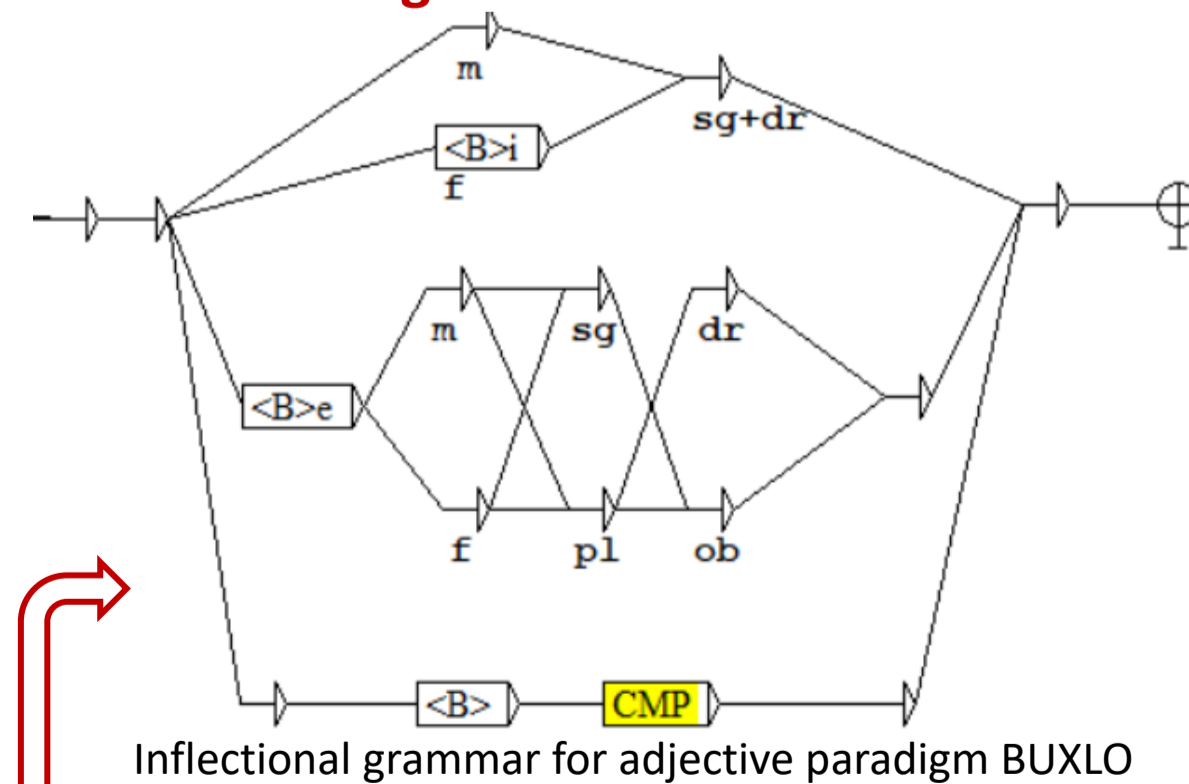 m
sg+dr
<B>i
f
m
sg
dr
<B>e
f
pl
ob
<B>
CMP
Inflectional grammar for adjective paradigm BUXLO